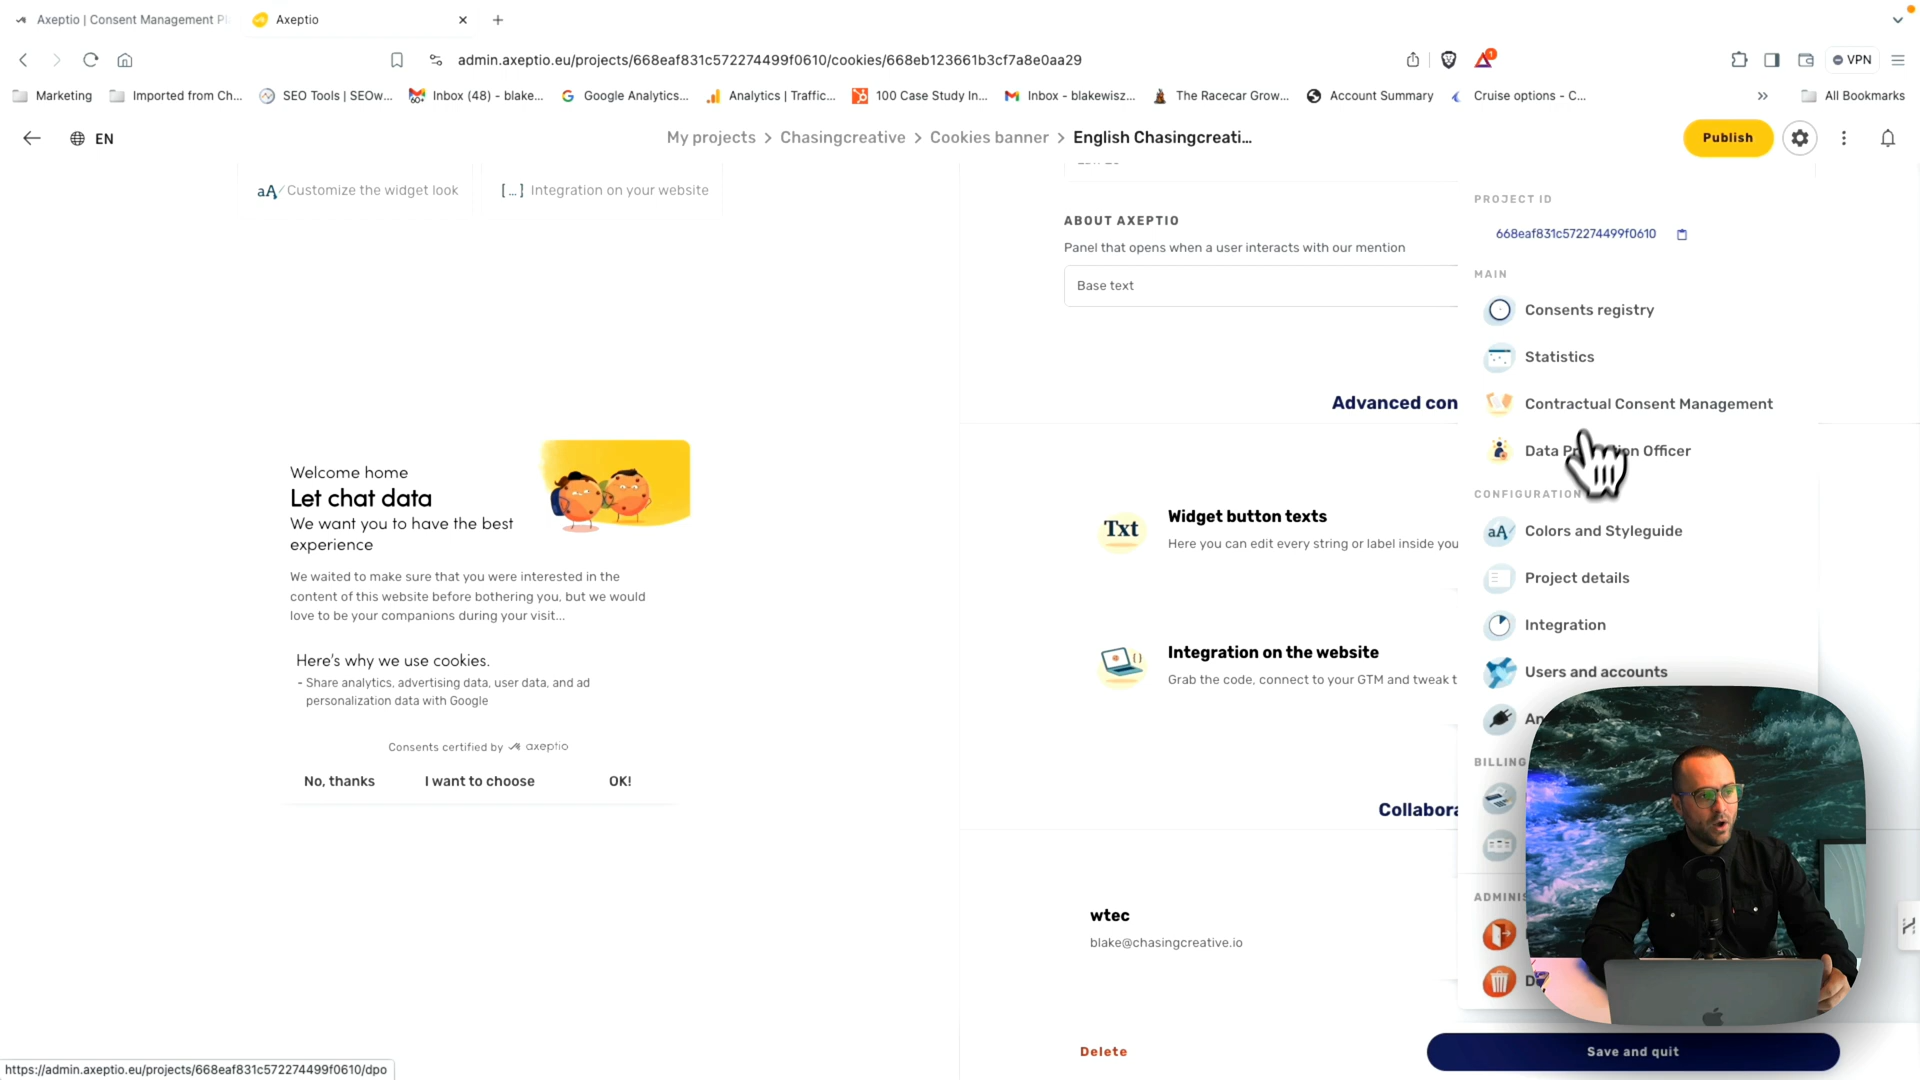 Axeptio | Consent Management Pl
Axeptio
admin.axeptio.eu/projects/668eaf831c572274499f0610/cookies/668eb123661b3cf7a8e0aa29
1
VPN
Marketing
Imported from Ch...
SEO Tools | SEOw...
Inbox (48) - blake...
Google Analytics...
Analytics | Traffic...
100 Case Study In...
Inbox - blakewisz...
The Racecar Grow...
Account Summary
Cruise options - C...
All Bookmarks
EN
My projects > Chasingcreative > Cookies banner > English Chasingcreati...
Publish
aA Customize the widget look
[...] Integration on your website
ABOUT AXEPTIO
Panel that opens when a user interacts with our mention
Base text
Advanced con
Txt
Widget button texts
Here you can edit every string or label inside you
Integration on the website
Grab the code, connect to your GTM and tweak t
Collabora
wtec
blake@chasingcreative.io
Delete
Save and quit
PROJECT ID
668eaf831c572274499f0610
MAIN
Consents registry
Statistics
Contractual Consent Management
Data Pr on Officer
CONFIGURATION
aA Colors and Styleguide
Project details
Integration
Users and accounts
An
BILLING
ADMINIS
D
Welcome home
Let chat data
We want you to have the best
experience
We waited to make sure that you were interested in the
content of this website before bothering you, but we would
love to be your companions during your visit...
Here's why we use cookies.
- Share analytics, advertising data, user data, and ad
personalization data with Google
Consents certified by axeptio
No, thanks
I want to choose
OK!
https://admin.axeptio.eu/projects/668eaf831c572274499f0610/dpo